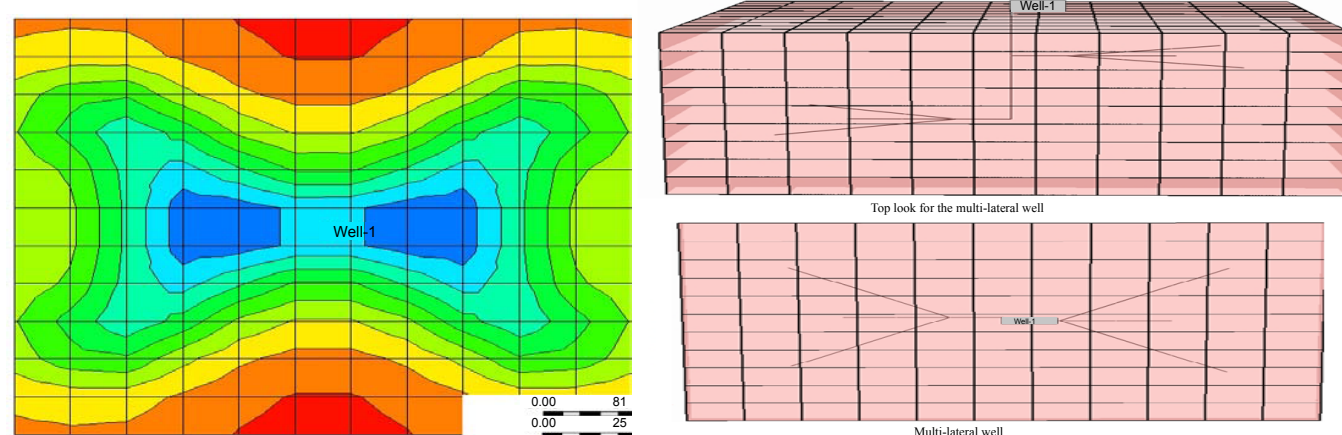 Well-1
0.00 81
0.00 25
Well-1
Top look for the multi-lateral well
Well-1
Multi-lateral well